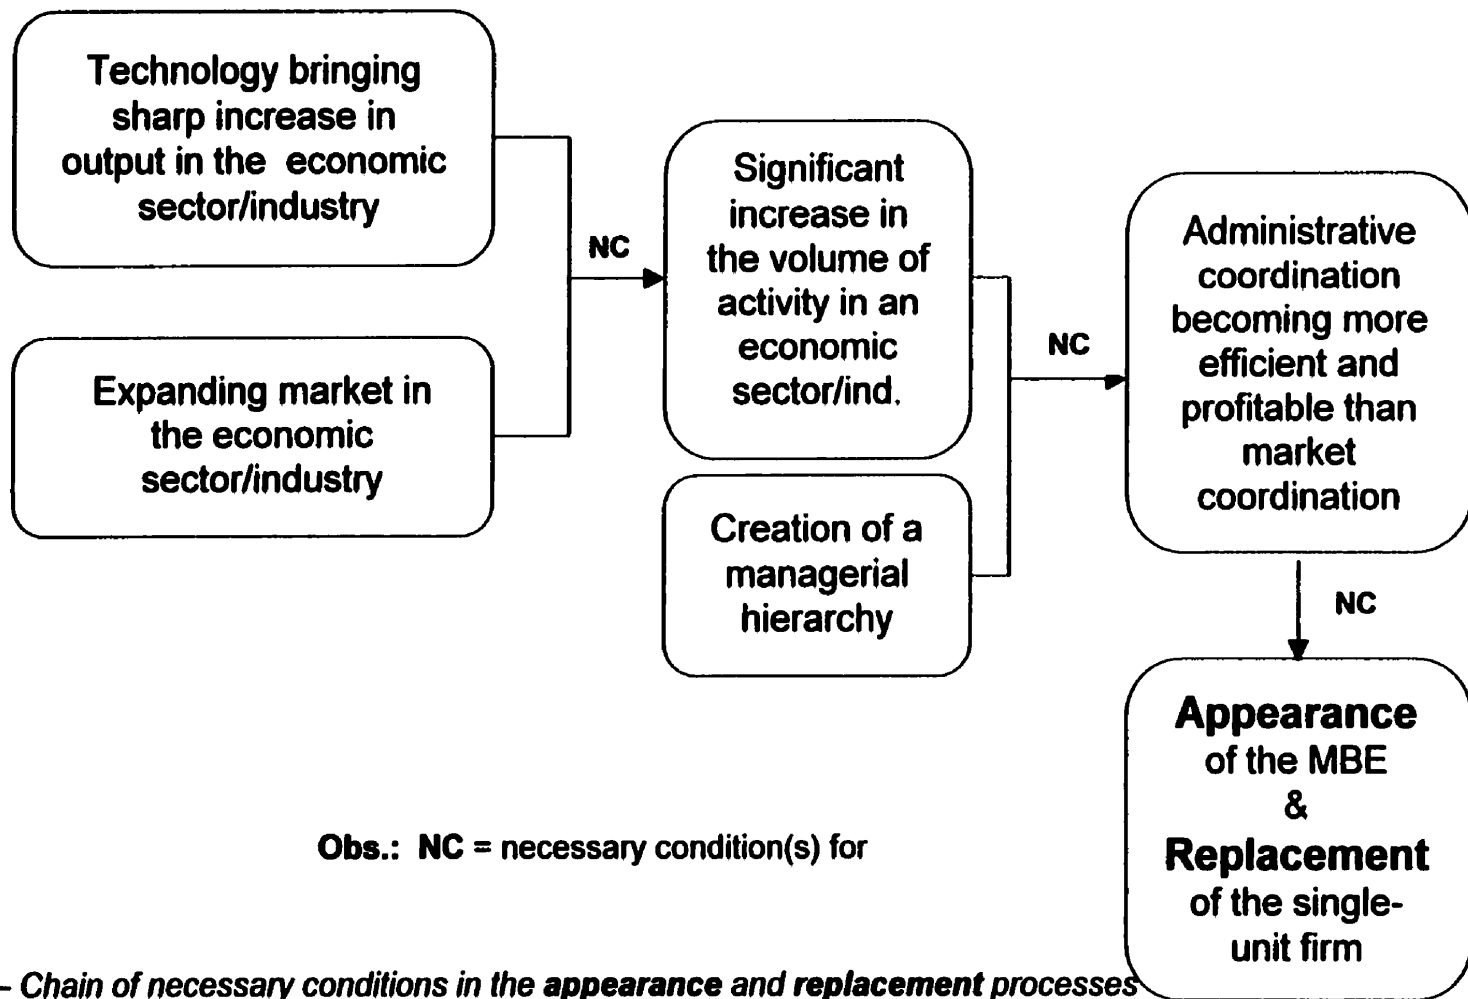 Technology bringing
sharp increase in
output in the economic
sector/industry
Expanding market in
the economic
sector/industry
NC
Significant
increase in
the volume of
activity in an
economic
sector/ind.
Creation of a
managerial
hierarchy
NC
Administrative
coordination
becoming more
efficient and
profitable than
market
coordination
NC
Appearance
of the MBE
&
Replacement
of the single-
unit firm
Obs.: NC = necessary condition(s) for
– Chain of necessary conditions in the appearance and replacement processes